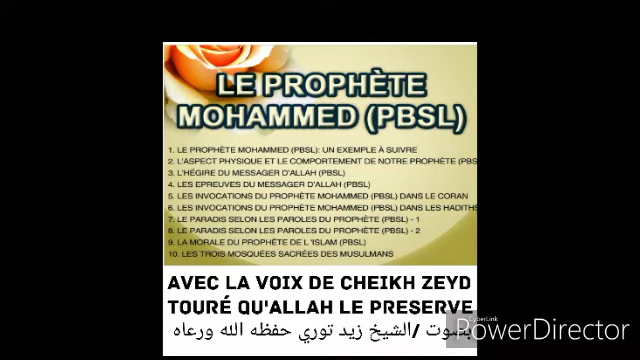 LE PROPHÈTE
MOHAMMED (PBSL)
1. LE PROPHÈTE MOHAMMED (PBSL): UN EXEMPLE À SUIVRE
2. L'ASPECT PHYSIQUE ET LE COMPORTEMENT DE NOTRE PROPHÈTE (PBS
3. L'HÉGIRE DU MESSAGER D'ALLAH (PBSL)
4. LES EPREUVES DU MESSAGER D'ALLAH (PBSL)
5. LES INVOCATIONS DU PROPHÈTE MOHAMMED (PBSL) DANS LE CORAN
6. LES INVOCATIONS DU PROPHÈTE MOHAMMED (PBSL) DANS LES HADITHS
7. LE PARADIS SELON LES PAROLES DU PROPHÈTE (PBSL) - 1
8. LE PARADIS SELON LES PAROLES DU PROPHÈTE (PBSL) - 2
9. LA MORALE DU PROPHÈTE DE L'ISLAM (PBSL)
10. LES TROIS MOSQUÉES SACRÉES DES MUSULMANS
AVEC LA VOIX DE CHEIKH ZEYD
TOURÉ QU'ALLAH LE PRESERVE
بصوت /الشيخ زيد توري حفظه الله ورعاه
CyberLink
PowerDirector